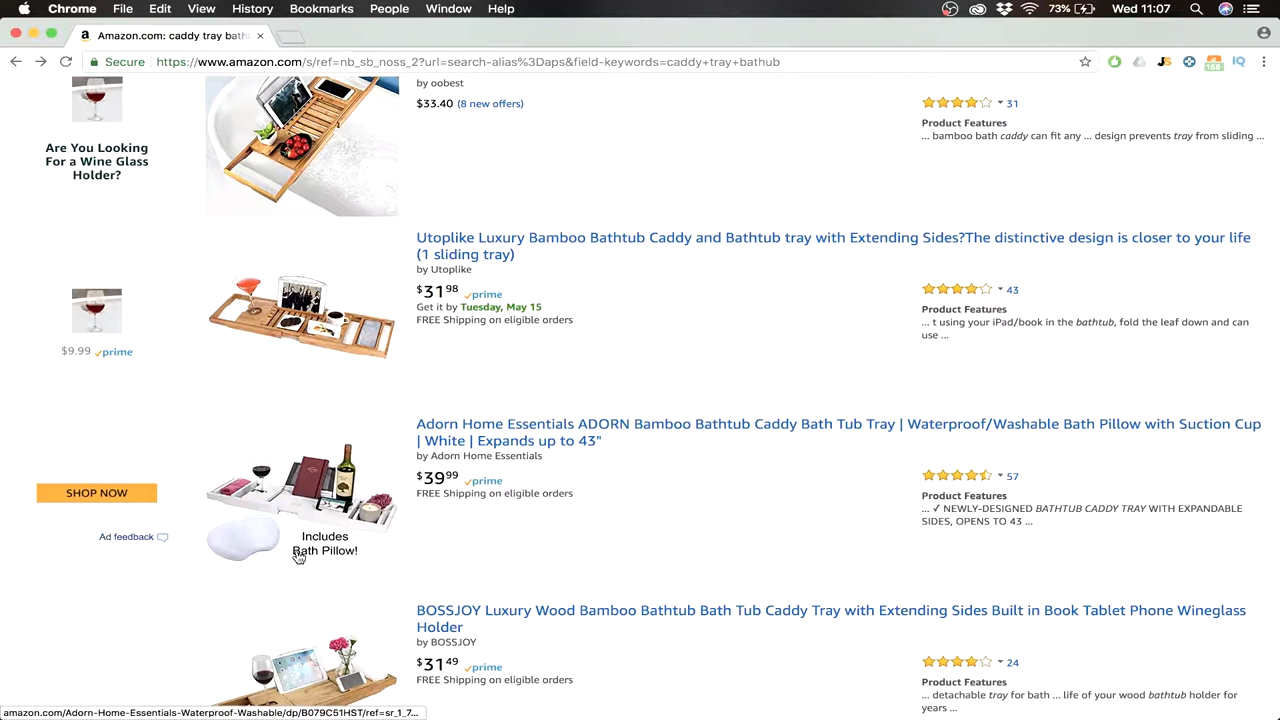 Chrome File Edit View History Bookmarks People Window Help 73% Wed 11:07
Amazon.com: caddy tray bath
Secure https://www.amazon.com/s/ref=nb_sb_noss_2?url=search-alias%3Daps&field-keywords=caddy+tray+bathub
by oobest
$33.40 (8 new offers)
31
Product Features
... bamboo bath caddy can fit any ... design prevents tray from sliding ...
Are You Looking
For a Wine Glass
Holder?
Utoplike Luxury Bamboo Bathtub Caddy and Bathtub tray with Extending Sides?The distinctive design is closer to your life
(1 sliding tray)
by Utoplike
$31 98 prime
Get it by Tuesday, May 15
FREE Shipping on eligible orders
43
Product Features
... t using your iPad/book in the bathtub, fold the leaf down and can
use ...
$9.99 prime
Adorn Home Essentials ADORN Bamboo Bathtub Caddy Bath Tub Tray | Waterproof/Washable Bath Pillow with Suction Cup
| White | Expands up to 43"
by Adorn Home Essentials
$39 99 prime
FREE Shipping on eligible orders
57
Product Features
... ✓ NEWLY-DESIGNED BATHTUB CADDY TRAY WITH EXPANDABLE
SIDES, OPENS TO 43 ...
SHOP NOW
Ad feedback
Includes
Bath Pillow!
BOSSJOY Luxury Wood Bamboo Bathtub Bath Tub Caddy Tray with Extending Sides Built in Book Tablet Phone Wineglass
Holder
by BOSSJOY
$31 49 prime
FREE Shipping on eligible orders
24
Product Features
... detachable tray for bath ... life of your wood bathtub holder for
years ...
amazon.com/Adorn-Home-Essentials-Waterproof-Washable/dp/B079C51HST/ref=sr_1_7...